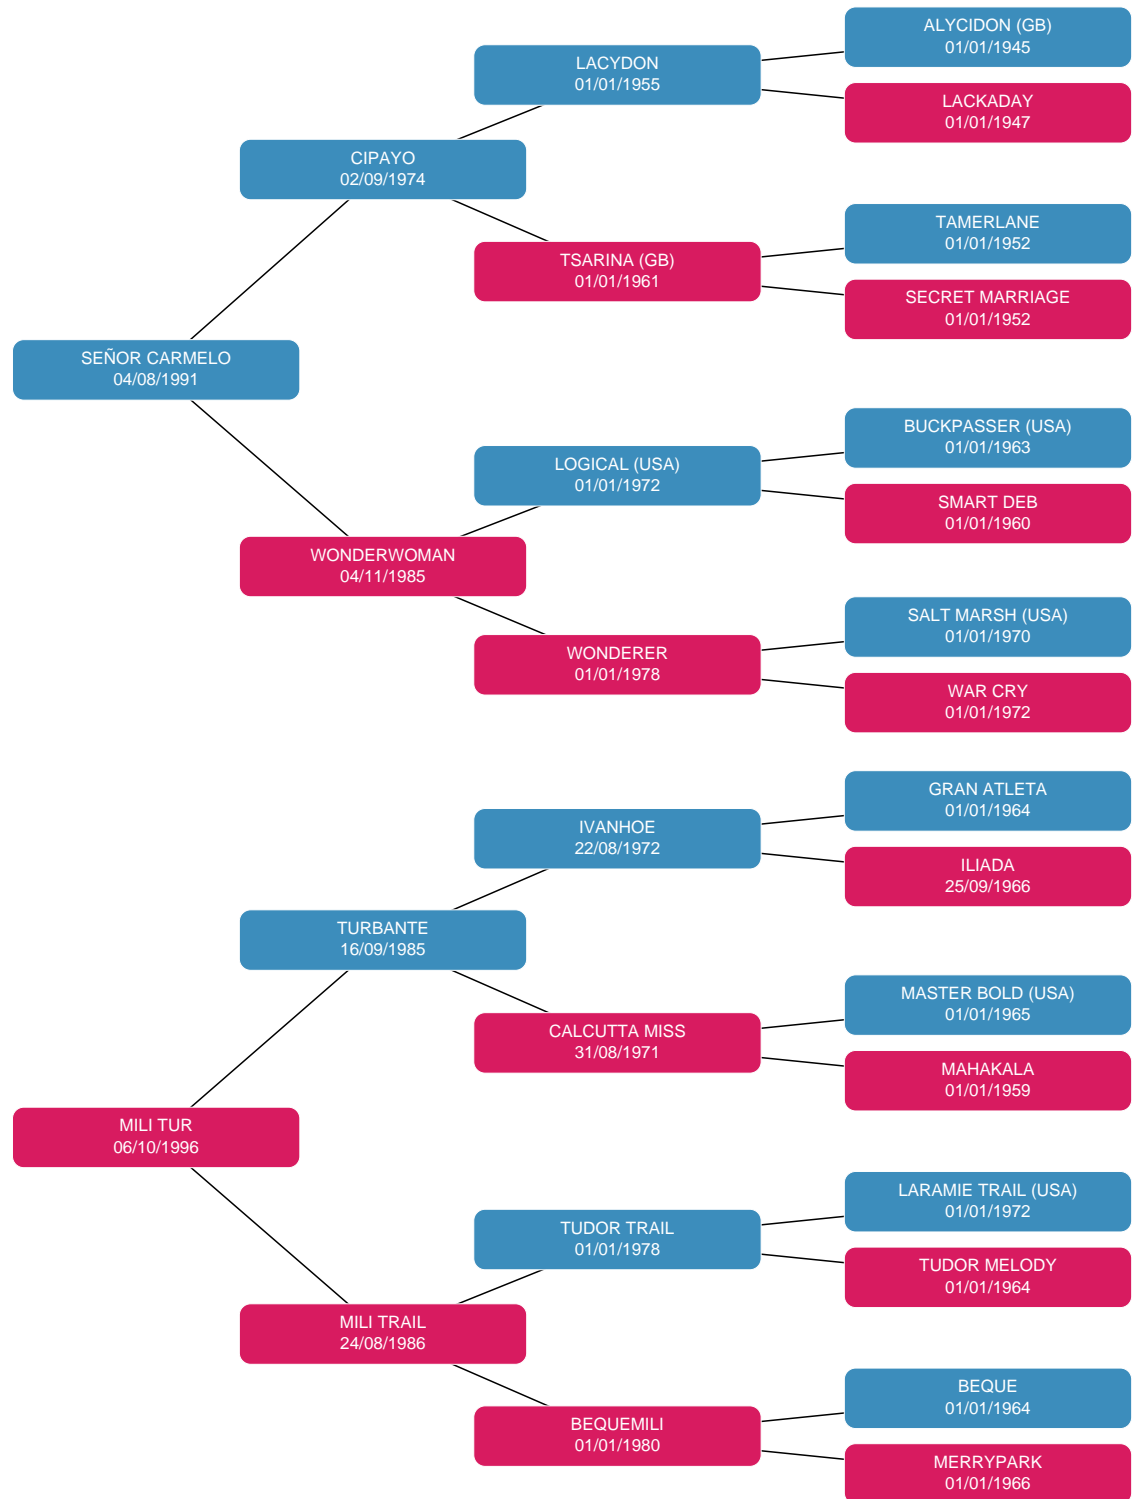 ALYCIDON (GB)
01/01/1945
LACYDON
01/01/1955
LACKADAY
01/01/1947
CIPAYO
02/09/1974
TAMERLANE
01/01/1952
TSARINA (GB)
01/01/1961
SECRET MARRIAGE
01/01/1952
SEÑOR CARMELO
04/08/1991
BUCKPASSER (USA)
01/01/1963
LOGICAL (USA)
01/01/1972
SMART DEB
01/01/1960
WONDERWOMAN
04/11/1985
SALT MARSH (USA)
01/01/1970
WONDERER
01/01/1978
WAR CRY
01/01/1972
GRAN ATLETA
01/01/1964
IVANHOE
22/08/1972
ILIADA
25/09/1966
TURBANTE
16/09/1985
MASTER BOLD (USA)
01/01/1965
CALCUTTA MISS
31/08/1971
MAHAKALA
01/01/1959
MILI TUR
06/10/1996
LARAMIE TRAIL (USA)
01/01/1972
TUDOR TRAIL
01/01/1978
TUDOR MELODY
01/01/1964
MILI TRAIL
24/08/1986
BEQUE
01/01/1964
BEQUEMILI
01/01/1980
MERRYPARK
01/01/1966